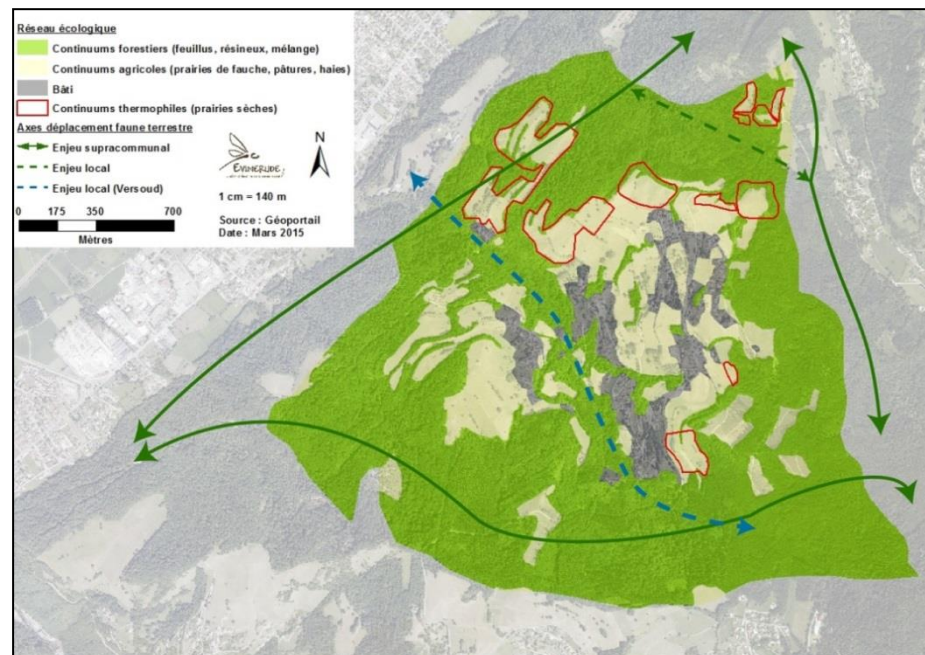 Réseau écologique
Continuums forestiers (feuillus, résineux, mélange)
Continuums agricoles (prairies de fauche, pâtures, haies)
Bâti
Continuums thermophiles (prairies sèches)
Axes déplacement faune terrestre
Enjeu supracommunal
Enjeu local
Enjeu local (Versoud)
EVINERUDE
N
1 cm = 140 m
0 175 350 700
Mètres
Source : Géoportail
Date : Mars 2015